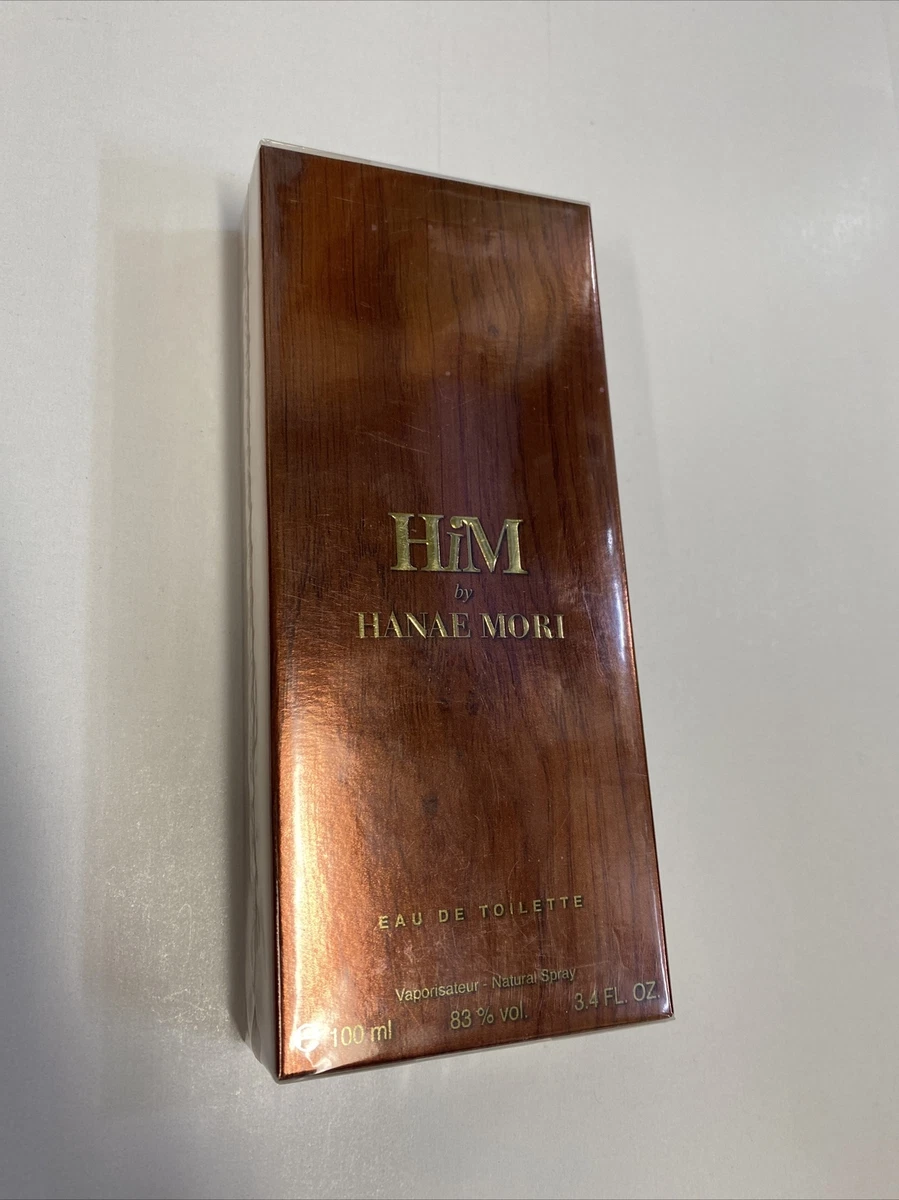 HiM
by
HANAE MORI
EAU DE TOILETTE
Vaporisateur - Natural Spray
100 ml 83 % vol. 3.4 FL. OZ.